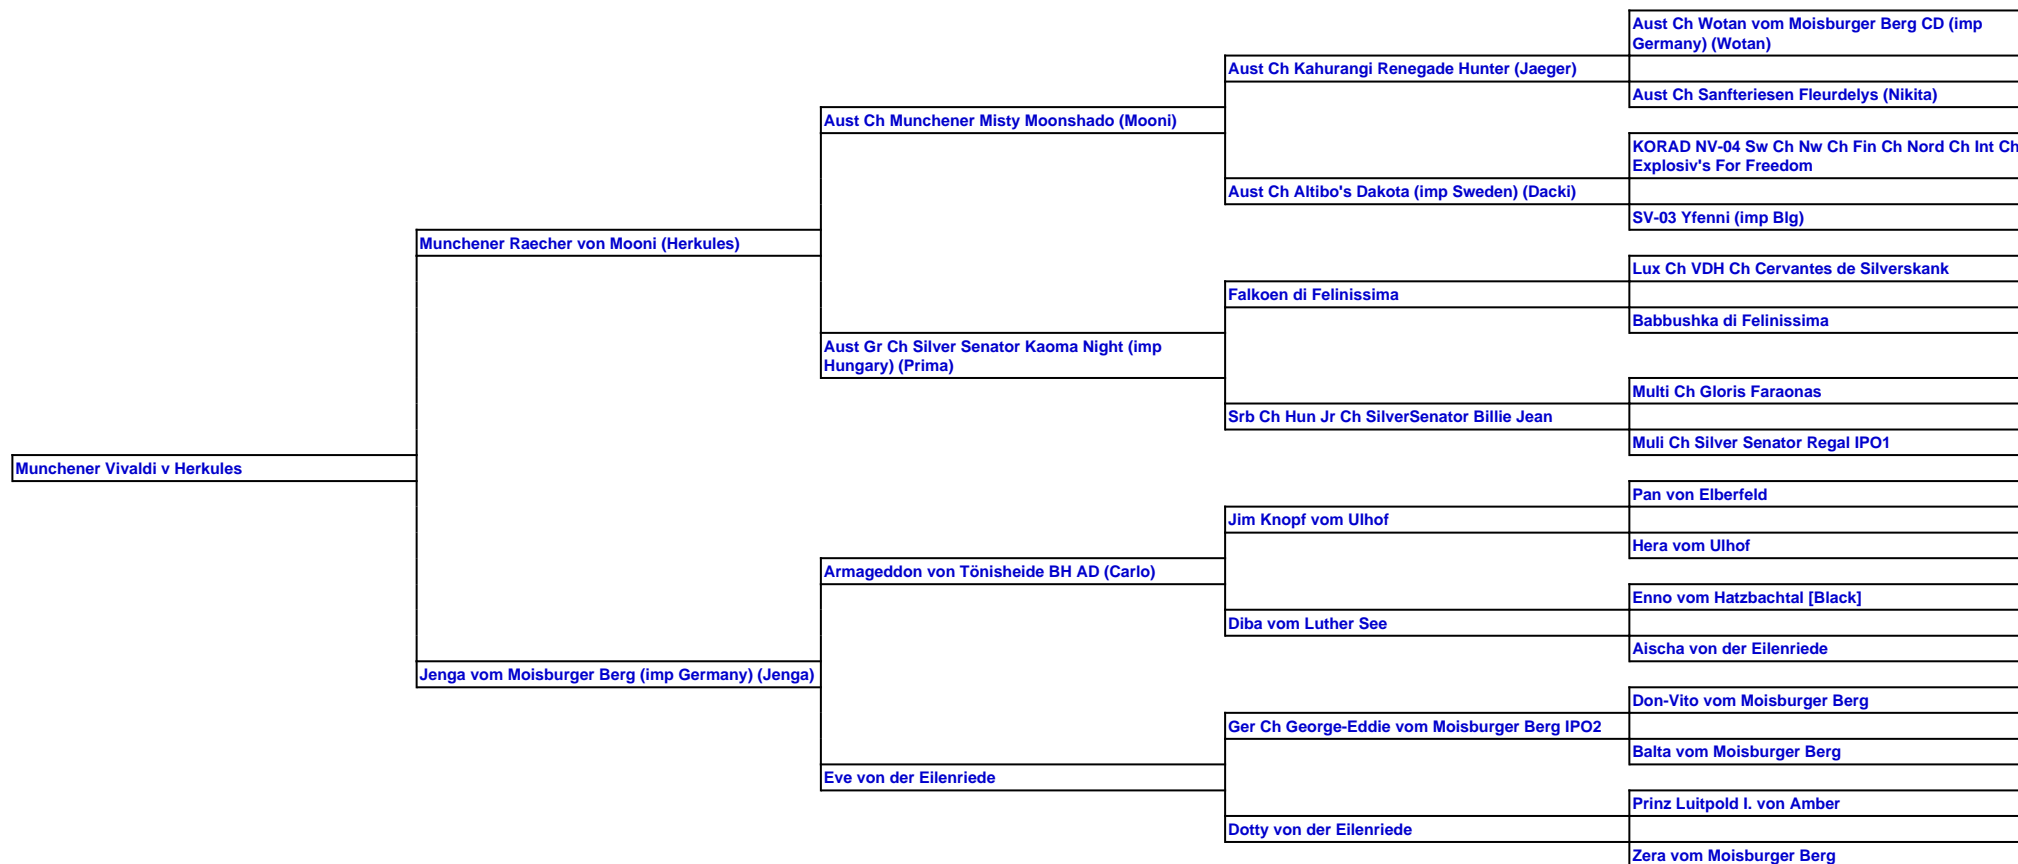 Aust Ch Wotan vom Moisburger Berg CD (imp
Germany) (Wotan)
Aust Ch Kahurangi Renegade Hunter (Jaeger)
Aust Ch Sanfteriesen Fleurdelys (Nikita)
Aust Ch Munchener Misty Moonshado (Mooni)
KORAD NV-04 Sw Ch Nw Ch Fin Ch Nord Ch Int Ch
Explosiv's For Freedom
Aust Ch Altibo's Dakota (imp Sweden) (Dacki)
SV-03 Yfenni (imp Blg)
Munchener Raecher von Mooni (Herkules)
Lux Ch VDH Ch Cervantes de Silverskank
Falkoen di Felinissima
Babbushka di Felinissima
Aust Gr Ch Silver Senator Kaoma Night (imp
Hungary) (Prima)
Multi Ch Gloris Faraonas
Srb Ch Hun Jr Ch SilverSenator Billie Jean
Muli Ch Silver Senator Regal IPO1
Munchener Vivaldi v Herkules
Pan von Elberfeld
Jim Knopf vom Ulhof
Hera vom Ulhof
Armageddon von Tönisheide BH AD (Carlo)
Enno vom Hatzbachtal [Black]
Diba vom Luther See
Aischa von der Eilenriede
Jenga vom Moisburger Berg (imp Germany) (Jenga)
Don-Vito vom Moisburger Berg
Ger Ch George-Eddie vom Moisburger Berg IPO2
Balta vom Moisburger Berg
Eve von der Eilenriede
Prinz Luitpold I. von Amber
Dotty von der Eilenriede
Zera vom Moisburger Berg